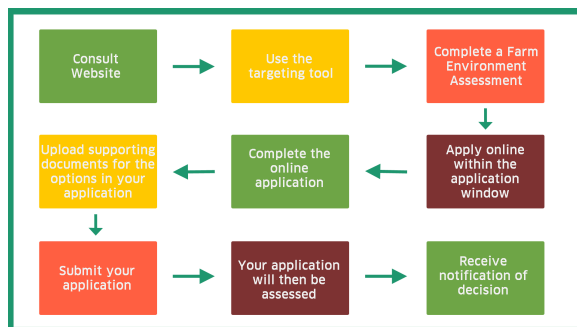 Consult
Website
Use the
targeting tool
Complete a Farm
Environment
Assessment
Apply online
within the
application
window
Complete the
online
application
Upload supporting
documents for the
options in your
application
Submit your
application
Your application
will then be
assessed
Receive
notification of
decision